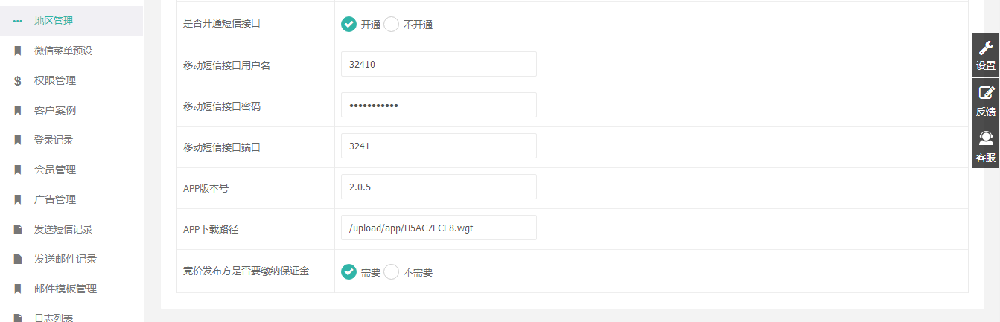 地区管理
微信菜单预设
权限管理
客户案例
登录记录
会员管理
广告管理
发送短信记录
发送邮件记录
邮件模板管理
日志列表
是否开通短信接口
开通 不开通
移动短信接口用户名
32410
移动短信接口密码
•••••••••••
移动短信接口端口
3241
APP版本号
2.0.5
APP下载路径
/upload/app/H5AC7ECE8.wgt
竞价发布方是否要缴纳保证金
需要 不需要
设置
反馈
客服